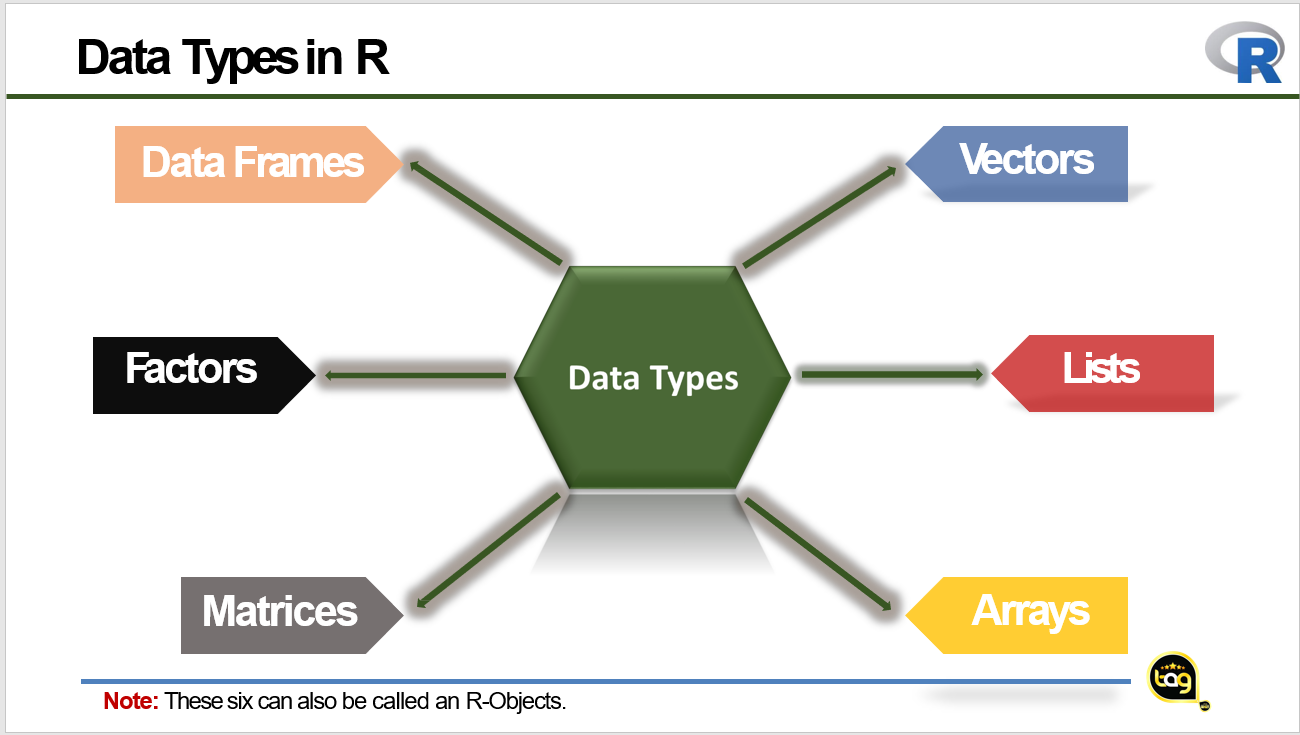 Data Types in R
R
Data Frames
Vectors
Factors
Data Types
Lists
Matrices
Arrays
tag
Note: These six can also be called an R-Objects.